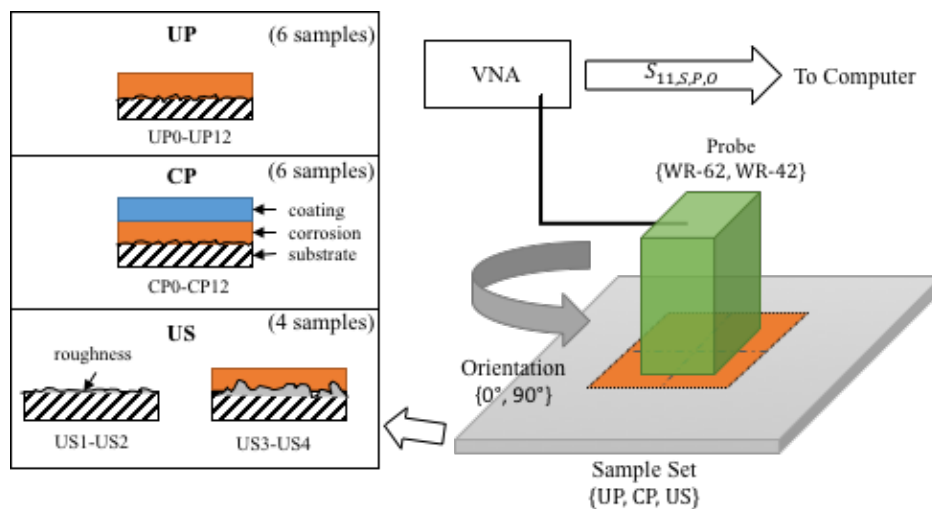 UP (6 samples)
UP0-UP12
CP (6 samples)
coating
corrosion
substrate
CP0-CP12
US (4 samples)
roughness
US1-US2 US3-US4
VNA
S₁₁,S,P,O
To Computer
Probe
{WR-62, WR-42}
Orientation
{0°, 90°}
Sample Set
{UP, CP, US}